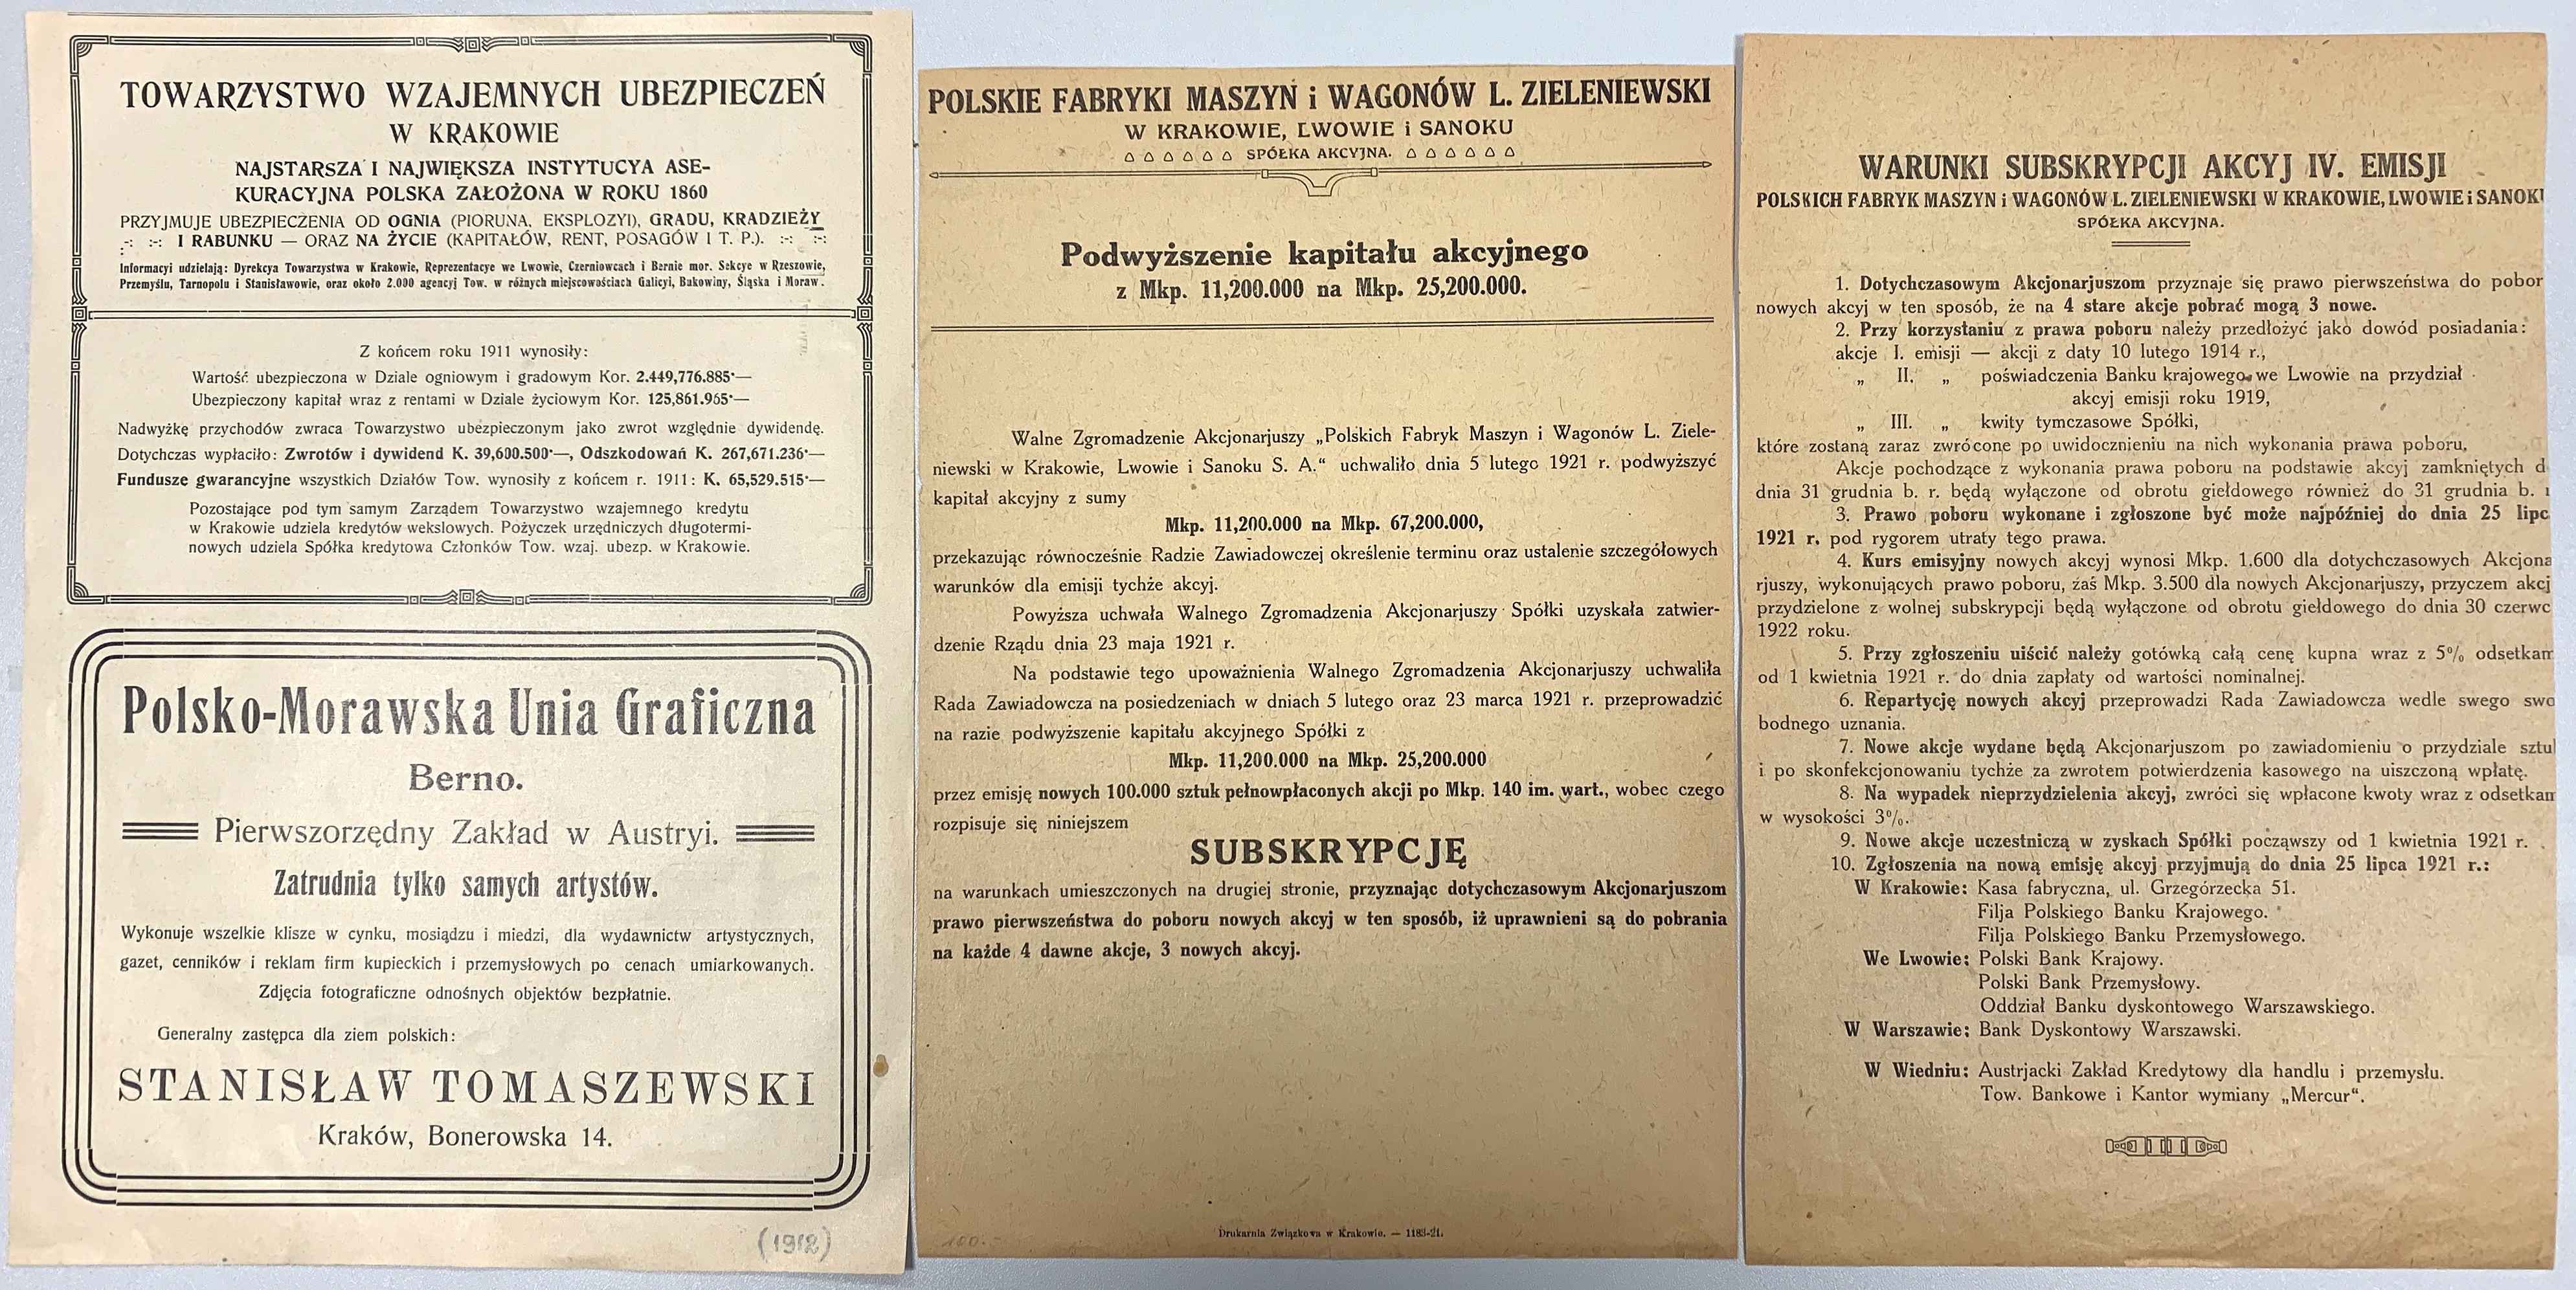 TOWARZYSTWO WZAJEMNYCH UBEZPIECZEŃ
W KRAKOWIE
NAJSTARSZA I NAJWIĘKSZA INSTYTUCYA ASE-
KURACYJNA POLSKA ZAŁOŻONA W ROKU 1860
PRZYJMUJE UBEZPIECZENIA OD OGNIA (PIORUNA, EKSPLOZYI), GRADU, KRADZIEŻY
:-: :-: I RABUNKU — ORAZ NA ŻYCIE (KAPITAŁÓW, RENT, POSAGÓW I T. P.). :-: :-:
Informacyi udzielają: Dyrekcya Towarzystwa w Krakowie, Reprezentacye we Lwowie, Czerniowcach i Bernie mor. Sekcye w Rzeszowie,
Przemyślu, Tarnopolu i Stanisławowie, oraz około 2.000 agencyj Tow. w różnych miejscowościach Galicyi, Bukowiny, Śląska i Moraw.
Z końcem roku 1911 wynosiły:
Wartość ubezpieczona w Dziale ogniowym i gradowym Kor. 2.449,776.885·—
Ubezpieczony kapitał wraz z rentami w Dziale życiowym Kor. 125,861.965·—
Nadwyżkę przychodów zwraca Towarzystwo ubezpieczonym jako zwrot względnie dywidendę.
Dotychczas wypłaciło: Zwrotów i dywidend K. 39,600.500·—, Odszkodowań K. 267,671.236·—
Fundusze gwarancyjne wszystkich Działów Tow. wynosiły z końcem r. 1911: K. 65,529.515·—
Pozostające pod tym samym Zarządem Towarzystwo wzajemnego kredytu
w Krakowie udziela kredytów wekslowych. Pożyczek urzędniczych długotermi-
nowych udziela Spółka kredytowa Członków Tow. wzaj. ubezp. w Krakowie.
Polsko-Morawska Unia Graficzna
Berno.
Pierwszorzędny Zakład w Austryi.
Zatrudnia tylko samych artystów.
Wykonuje wszelkie klisze w cynku, mosiądzu i miedzi, dla wydawnictw artystycznych,
gazet, cenników i reklam firm kupieckich i przemysłowych po cenach umiarkowanych.
Zdjęcia fotograficzne odnośnych objektów bezpłatnie.
Generalny zastępca dla ziem polskich:
STANISŁAW TOMASZEWSKI
Kraków, Bonerowska 14.
(1912)
POLSKIE FABRYKI MASZYN i WAGONÓW L. ZIELENIEWSKI
W KRAKOWIE, LWOWIE i SANOKU
SPÓŁKA AKCYJNA.
Podwyższenie kapitału akcyjnego
z Mkp. 11,200.000 na Mkp. 25,200.000.
Walne Zgromadzenie Akcjonarjuszy „Polskich Fabryk Maszyn i Wagonów L. Ziele-
niewski w Krakowie, Lwowie i Sanoku S. A.“ uchwaliło dnia 5 lutego 1921 r. podwyższyć
kapitał akcyjny z sumy
Mkp. 11,200.000 na Mkp. 67,200.000,
przekazując równocześnie Radzie Zawiadowczej określenie terminu oraz ustalenie szczegółowych
warunków dla emisji tychże akcyj.
Powyższa uchwała Walnego Zgromadzenia Akcjonarjuszy Spółki uzyskała zatwier-
dzenie Rządu dnia 23 maja 1921 r.
Na podstawie tego upoważnienia Walnego Zgromadzenia Akcjonarjuszy uchwaliła
Rada Zawiadowcza na posiedzeniach w dniach 5 lutego oraz 23 marca 1921 r. przeprowadzić
na razie podwyższenie kapitału akcyjnego Spółki z
Mkp. 11,200.000 na Mkp. 25,200.000
przez emisję nowych 100.000 sztuk pełnowpłaconych akcji po Mkp. 140 im. wart., wobec czego
rozpisuje się niniejszem
SUBSKRYPCJĘ
na warunkach umieszczonych na drugiej stronie, przyznając dotychczasowym Akcjonarjuszom
prawo pierwszeństwa do poboru nowych akcyj w ten sposób, iż uprawnieni są do pobrania
na każde 4 dawne akcje, 3 nowych akcyj.
100.-
Drukarnia Związkowa w Krakowie. — 1183-21.
WARUNKI SUBSKRYPCJI AKCYJ IV. EMISJI
POLSKICH FABRYK MASZYN i WAGONÓW L. ZIELENIEWSKI W KRAKOWIE, LWOWIE i SANOKU
SPÓŁKA AKCYJNA.
1. Dotychczasowym Akcjonarjuszom przyznaje się prawo pierwszeństwa do pobor
nowych akcyj w ten sposób, że na 4 stare akcje pobrać mogą 3 nowe.
2. Przy korzystaniu z prawa poboru należy przedłożyć jako dowód posiadania:
akcje I. emisji — akcji z daty 10 lutego 1914 r.,
„ II. „ poświadczenia Banku krajowego we Lwowie na przydział
akcyj emisji roku 1919,
„ III. „ kwity tymczasowe Spółki,
które zostaną zaraz zwrócone po uwidocznieniu na nich wykonania prawa poboru,
Akcje pochodzące z wykonania prawa poboru na podstawie akcyj zamkniętych d
dnia 31 grudnia b. r. będą wyłączone od obrotu giełdowego również do 31 grudnia b. r
3. Prawo poboru wykonane i zgłoszone być może najpóźniej do dnia 25 lipc
1921 r. pod rygorem utraty tego prawa.
4. Kurs emisyjny nowych akcyj wynosi Mkp. 1.600 dla dotychczasowych Akcjona
rjuszy, wykonujących prawo poboru, zaś Mkp. 3.500 dla nowych Akcjonarjuszy, przyczem akcj
przydzielone z wolnej subskrypcji będą wyłączone od obrotu giełdowego do dnia 30 czerwc
1922 roku.
5. Przy zgłoszeniu uiścić należy gotówką całą cenę kupna wraz z 5% odsetkam
od 1 kwietnia 1921 r. do dnia zapłaty od wartości nominalnej.
6. Repartycję nowych akcyj przeprowadzi Rada Zawiadowcza wedle swego swo
bodnego uznania.
7. Nowe akcje wydane będą Akcjonarjuszom po zawiadomieniu o przydziale sztuk
i po skonfekcjonowaniu tychże za zwrotem potwierdzenia kasowego na uiszczoną wpłatę.
8. Na wypadek nieprzydzielenia akcyj, zwróci się wpłacone kwoty wraz z odsetkam
w wysokości 3%.
9. Nowe akcje uczestniczą w zyskach Spółki począwszy od 1 kwietnia 1921 r.
10. Zgłoszenia na nową emisję akcyj przyjmują do dnia 25 lipca 1921 r.:
W Krakowie: Kasa fabryczna, ul. Grzegórzecka 51.
Filja Polskiego Banku Krajowego.
Filja Polskiego Banku Przemysłowego.
We Lwowie: Polski Bank Krajowy.
Polski Bank Przemysłowy.
Oddział Banku dyskontowego Warszawskiego.
W Warszawie: Bank Dyskontowy Warszawski.
W Wiedniu: Austrjacki Zakład Kredytowy dla handlu i przemysłu.
Tow. Bankowe i Kantor wymiany „Mercur“.